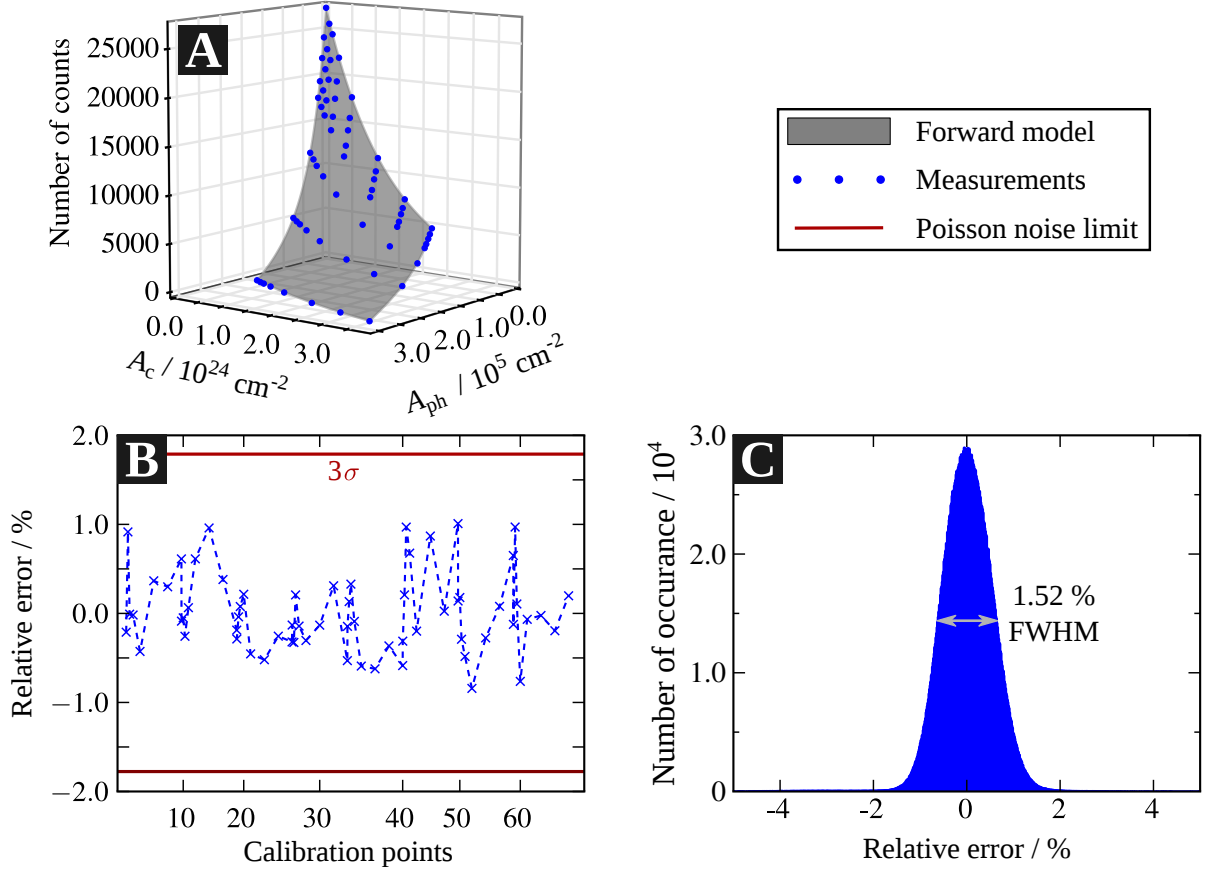 A
Number of counts
25000
20000
15000
10000
5000
0
0.0
1.0
2.0
3.0
A_c / 10^24 cm^-2
3.0
2.0
1.0
0.0
A_ph / 10^5 cm^-2
Forward model
Measurements
Poisson noise limit
B
Relative error / %
2.0
1.0
0.0
−1.0
−2.0
3σ
10
20
30
40
50
60
Calibration points
C
Number of occurance / 10^4
3.0
2.0
1.0
0
1.52 %
FWHM
-4
-2
0
2
4
Relative error / %